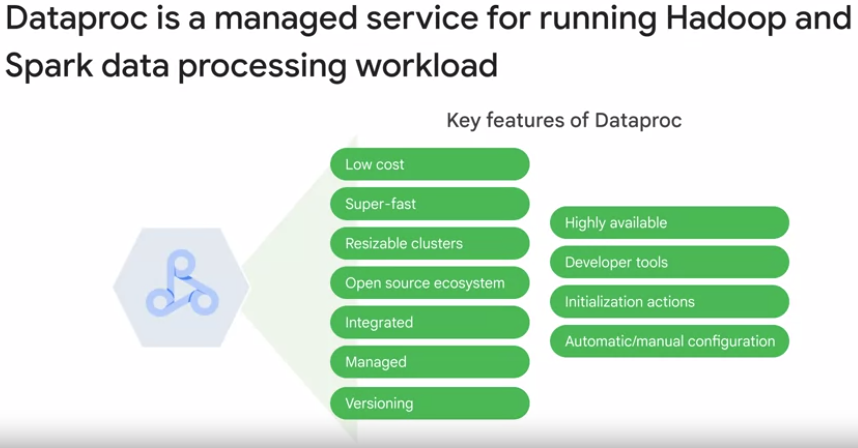 Dataproc is a managed service for running Hadoop and
Spark data processing workload
Key features of Dataproc
Low cost
Super-fast
Resizable clusters
Open source ecosystem
Integrated
Managed
Versioning
Highly available
Developer tools
Initialization actions
Automatic/manual configuration